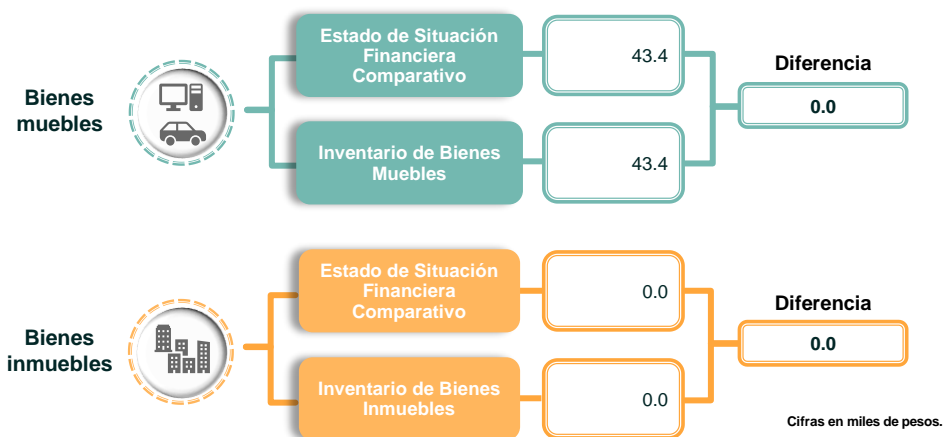 Bienes
muebles
Estado de Situación
Financiera
Comparativo
43.4
Inventario de Bienes
Muebles
43.4
Diferencia
0.0
Bienes
inmuebles
Estado de Situación
Financiera
Comparativo
0.0
Inventario de Bienes
Inmuebles
0.0
Diferencia
0.0
Cifras en miles de pesos.